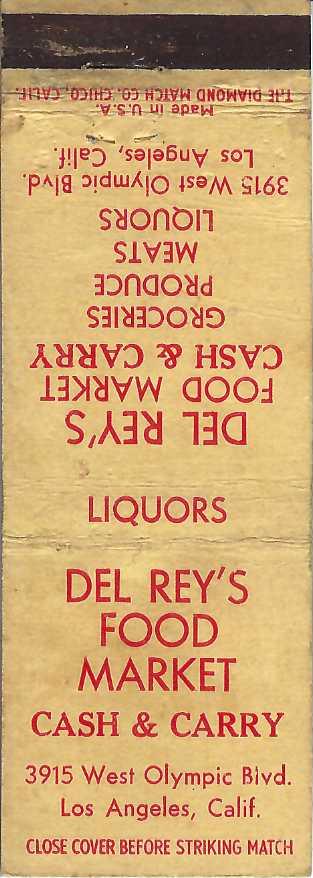 Made in U.S.A.
THE DIAMOND MATCH CO. CHICO, CALIF.
DEL REY'S
FOOD MARKET
CASH & CARRY
GROCERIES
PRODUCE
MEATS
LIQUORS
3915 West Olympic Blvd.
Los Angeles, Calif.
LIQUORS
DEL REY'S
FOOD
MARKET
CASH & CARRY
3915 West Olympic Blvd.
Los Angeles, Calif.
CLOSE COVER BEFORE STRIKING MATCH